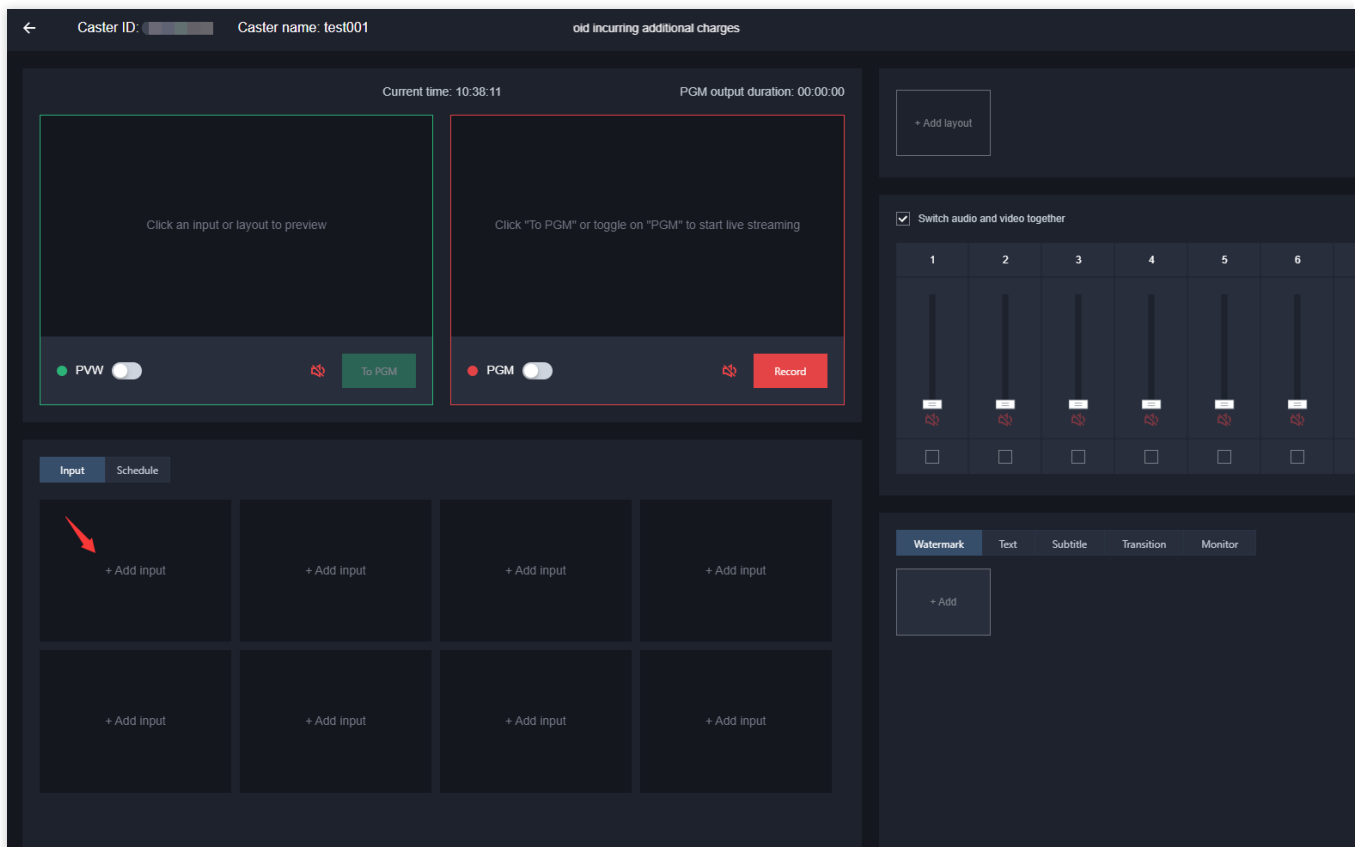 Caster ID: Caster name: test001 oid incurring additional charges
Current time: 10:38:11 PGM output duration: 00:00:00
Click an input or layout to preview
Click "To PGM" or toggle on "PGM" to start live streaming
PVW To PGM
PGM Record
+ Add layout
Switch audio and video together
1 2 3 4 5 6
Input Schedule
+ Add input + Add input + Add input + Add input
+ Add input + Add input + Add input + Add input
Watermark Text Subtitle Transition Monitor
+ Add